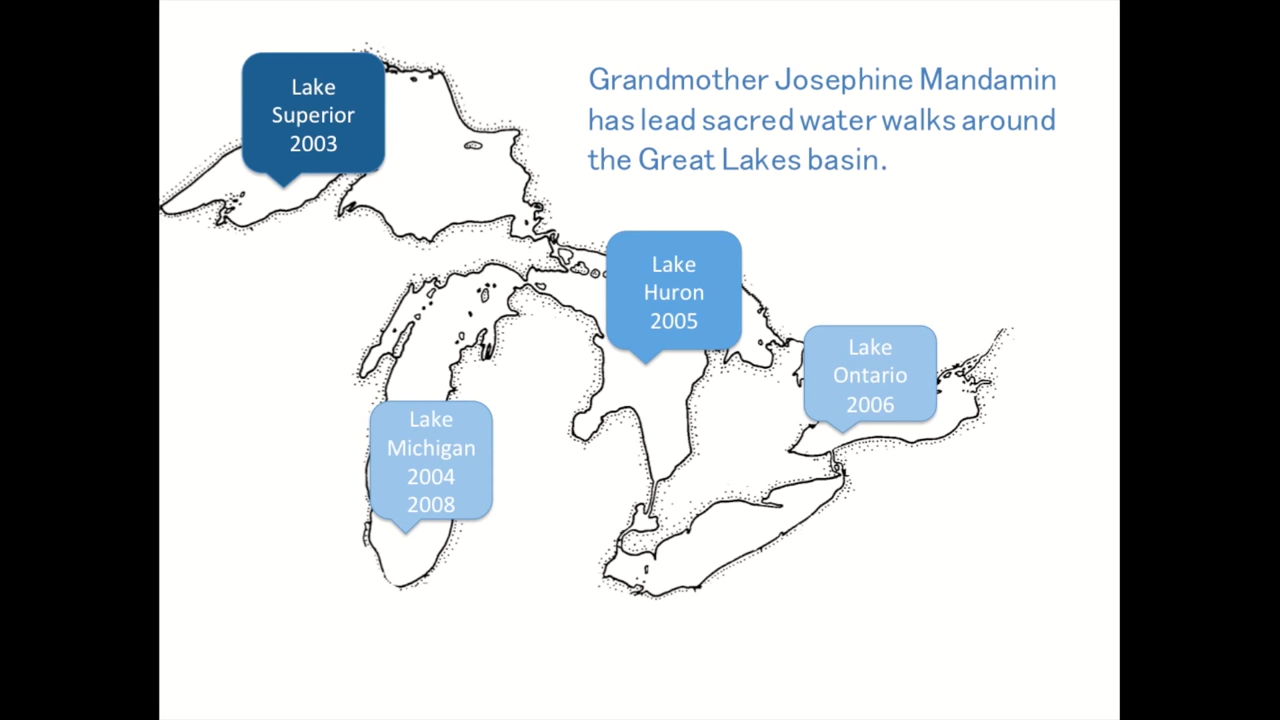 Grandmother Josephine Mandamin
has lead sacred water walks around
the Great Lakes basin.
Lake
Superior
2003
Lake
Huron
2005
Lake
Ontario
2006
Lake
Michigan
2004
2008